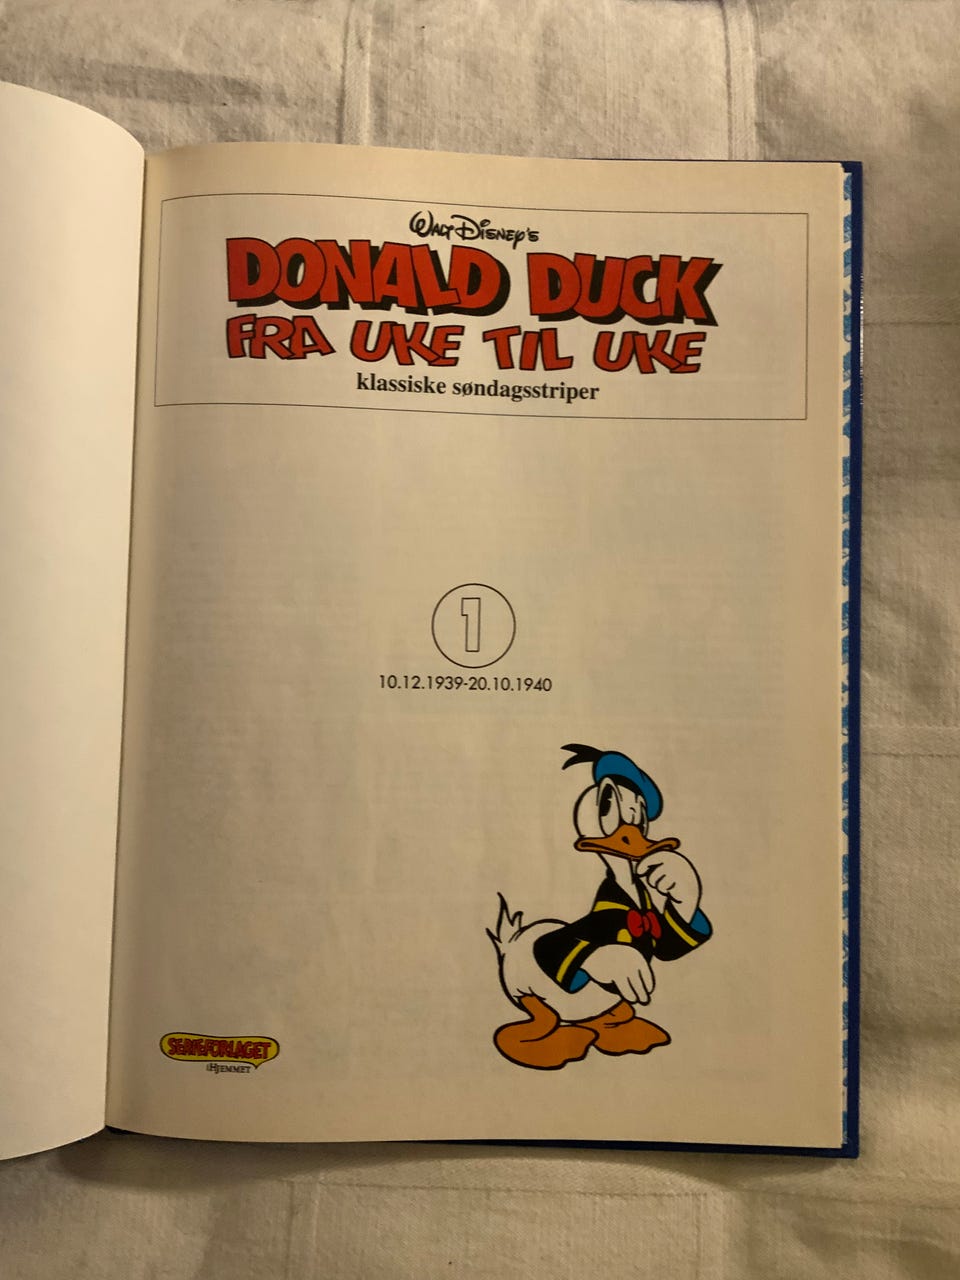 Walt Disney's
DONALD DUCK
FRA UKE TIL UKE
klassiske søndagsstriper
1
10.12.1939-20.10.1940
SERIEFORLAGET
i HJEMMET